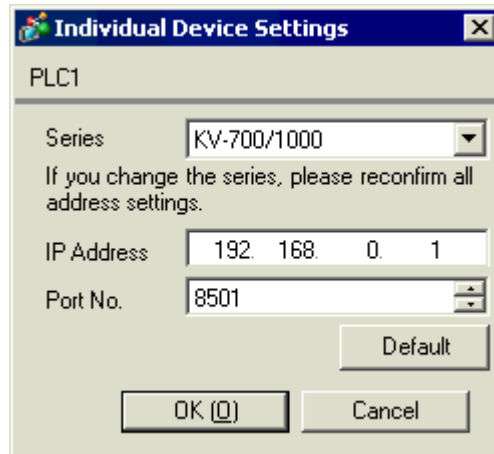 Individual Device Settings
PLC1
Series KV-700/1000
If you change the series, please reconfirm all
address settings.
IP Address 192. 168. 0. 1
Port No. 8501
Default
OK (O) Cancel